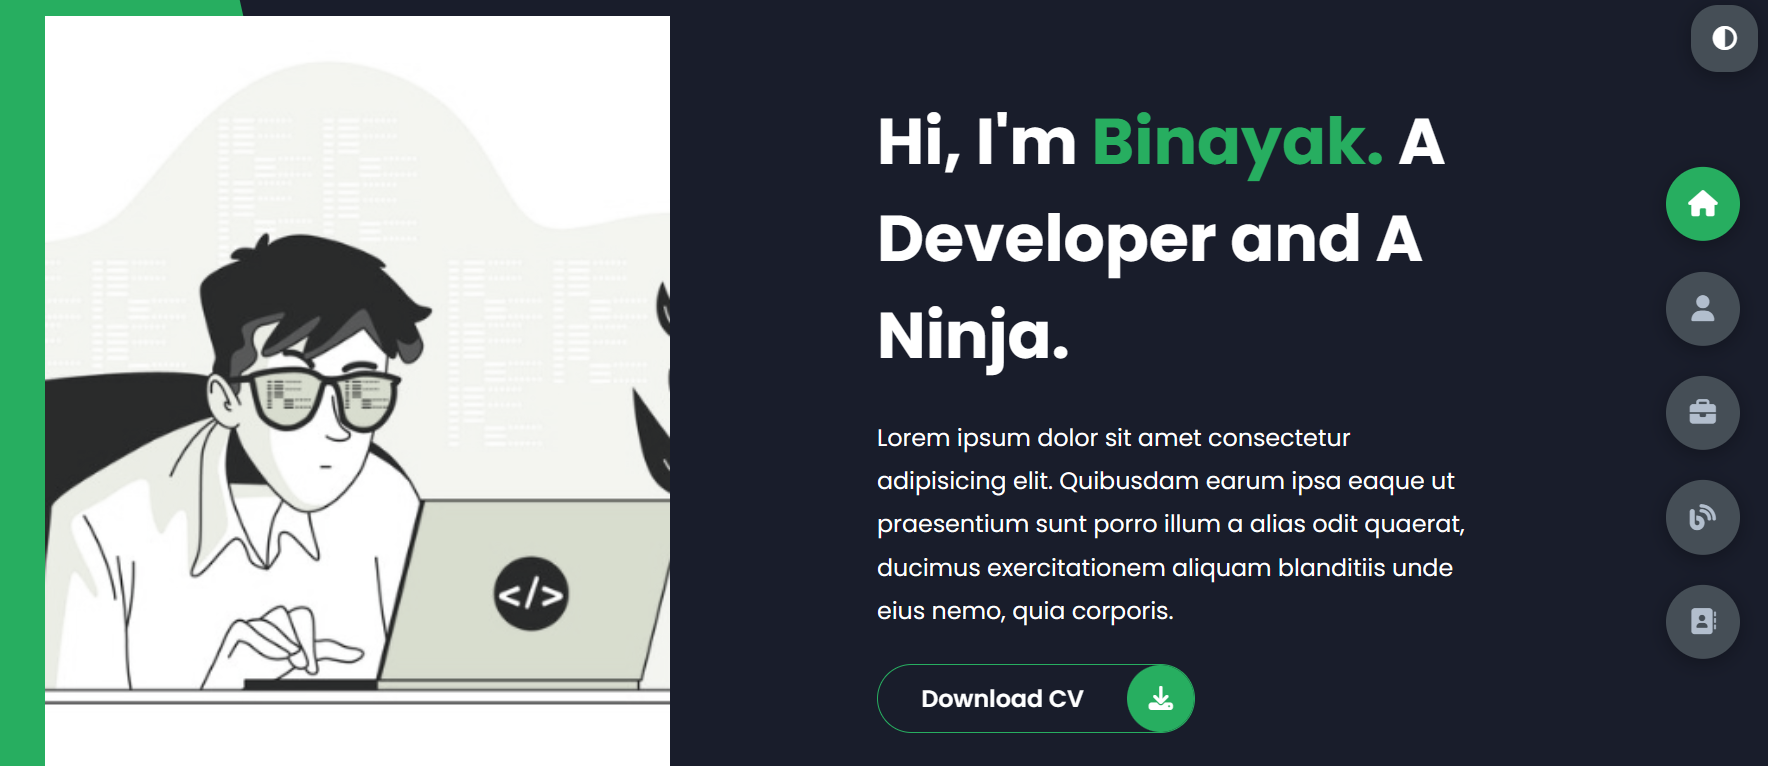 Hi, I'm Binayak. A
Developer and A
Ninja.
Lorem ipsum dolor sit amet consectetur
adipisicing elit. Quibusdam earum ipsa eaque ut
praesentium sunt porro illum a alias odit quaerat,
ducimus exercitationem aliquam blanditiis unde
eius nemo, quia corporis.
Download CV
</>